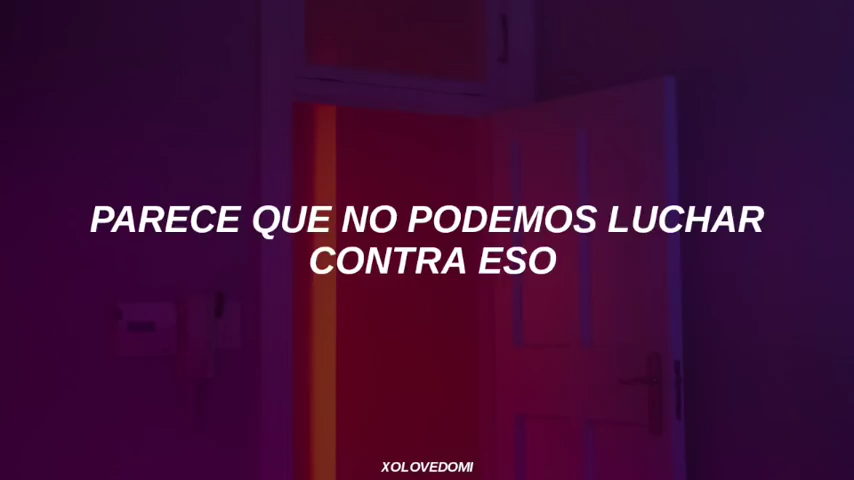 PARECE QUE NO PODEMOS LUCHAR
CONTRA ESO
XOLOVEDOMI